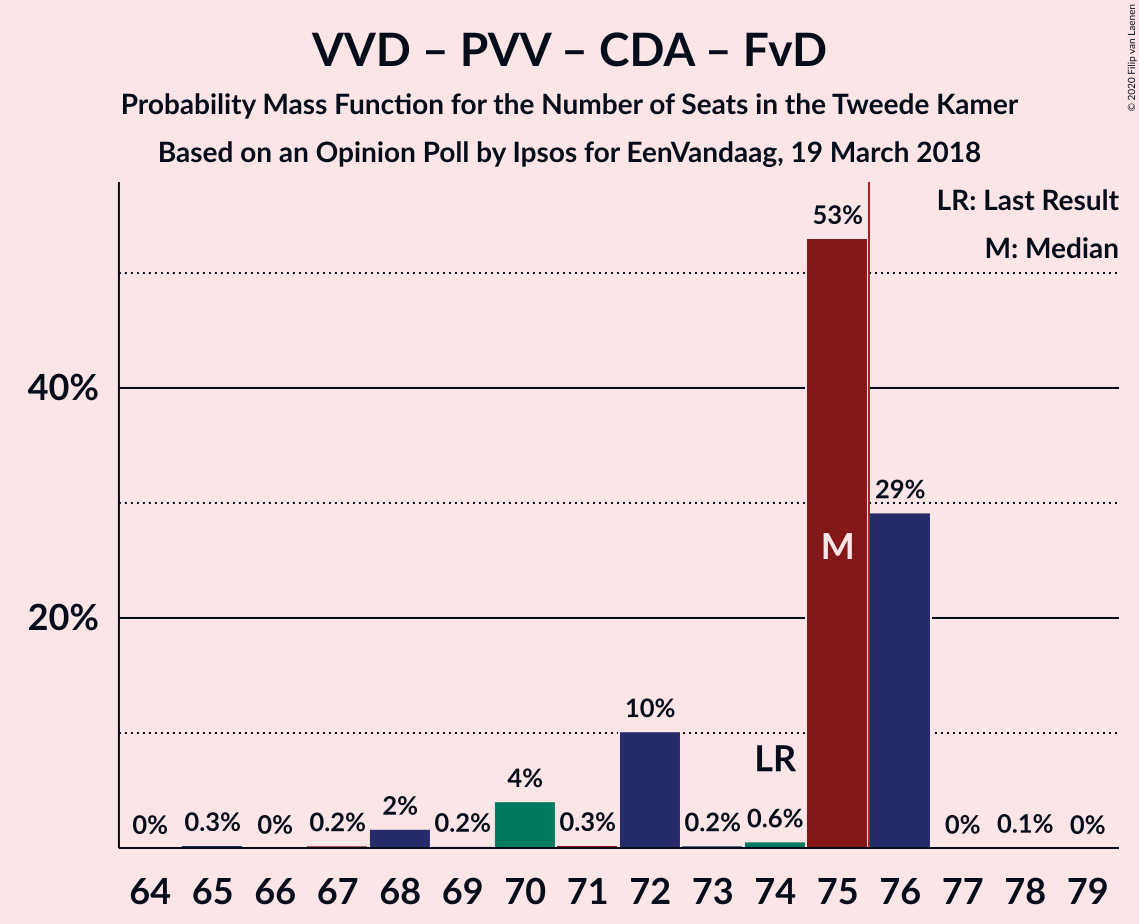 VVD – PVV – CDA – FvD
Probability Mass Function for the Number of Seats in the Tweede Kamer
Based on an Opinion Poll by Ipsos for EenVandaag, 19 March 2018
© 2020 Filip van Laenen
LR: Last Result
M: Median
40%
20%
0%
0.3%
0%
0.2%
2%
0.2%
4%
0.3%
10%
0.2%
0.6%
LR
53%
M
29%
0%
0.1%
0%
64 65 66 67 68 69 70 71 72 73 74 75 76 77 78 79